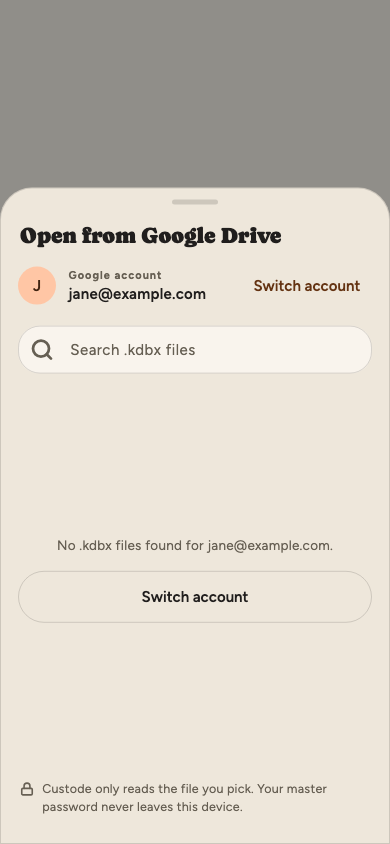 Open from Google Drive
J
Google account
jane@example.com
Switch account
Search .kdbx files
No .kdbx files found for jane@example.com.
Switch account
Custode only reads the file you pick. Your master
password never leaves this device.